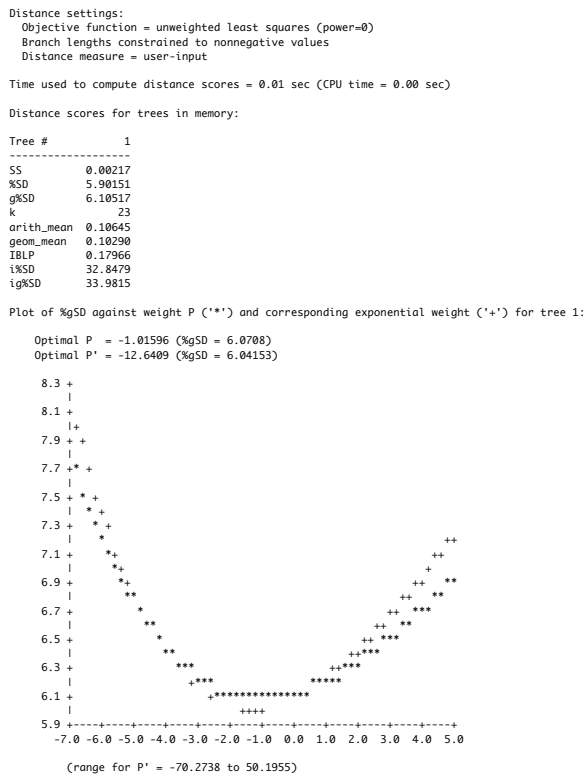 Distance settings:
  Objective function = unweighted least squares (power=0)
  Branch lengths constrained to nonnegative values
  Distance measure = user-input

Time used to compute distance scores = 0.01 sec (CPU time = 0.00 sec)

Distance scores for trees in memory:

Tree #            1
-------------------
SS          0.00217
%SD         5.90151
g%SD        6.10517
k                23
arith_mean  0.10645
geom_mean   0.10290
IBLP        0.17966
i%SD        32.8479
ig%SD       33.9815

Plot of %gSD against weight P ('*') and corresponding exponential weight ('+') for tree 1:

    Optimal P  = -1.01596 (%gSD = 6.0708)
    Optimal P' = -12.6409 (%gSD = 6.04153)

     8.3 +
         |
     8.1 +
         |+
     7.9 + +
         |
     7.7 +* +
         |
     7.5 + * +
         |  * +
     7.3 +   * +
         |    *                                                     ++
     7.1 +     *+                                                 ++
         |      *+                                               +
     6.9 +       *+                                            ++   **
         |        **                                         ++   **
     6.7 +          *                                      ++  ***
         |           **                                  ++  **
     6.5 +             *                               ++ ***
         |              **                           ++***
     6.3 +                ***                     ++***
         |                  +***               *****
     6.1 +                     +***************
         |                          ++++
     5.9 +----+----+----+----+----+----+----+----+----+----+----+----+
       -7.0 -6.0 -5.0 -4.0 -3.0 -2.0 -1.0  0.0  1.0  2.0  3.0  4.0  5.0

         (range for P' = -70.2738 to 50.1955)